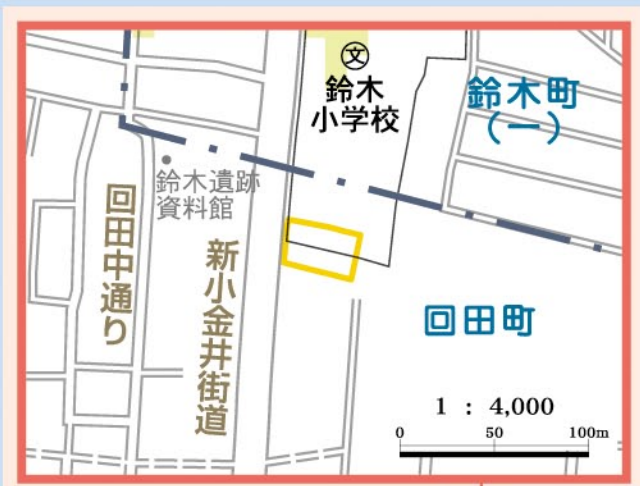 文
鈴木
小学校
鈴木町
(一)
鈴木遺跡
資料館
回田中通り
新小金井街道
回田町
1 : 4,000
0 50 100m